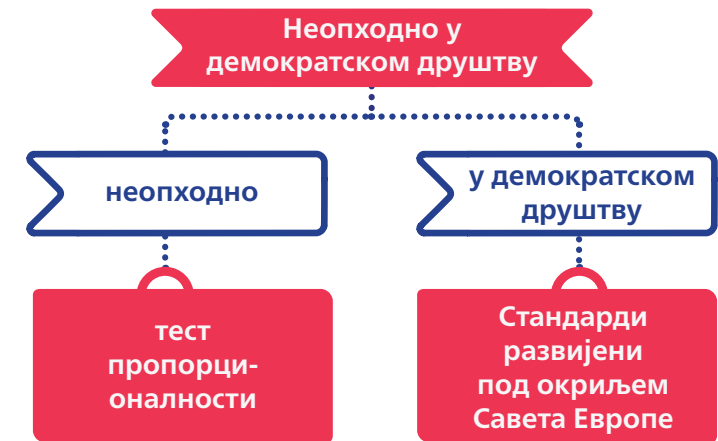 Неопходно у
демократском друштву
неопходно
у демократском
друштву
тест
пропорци-
оналности
Стандарди
развијени
под окриљем
Савета Европе